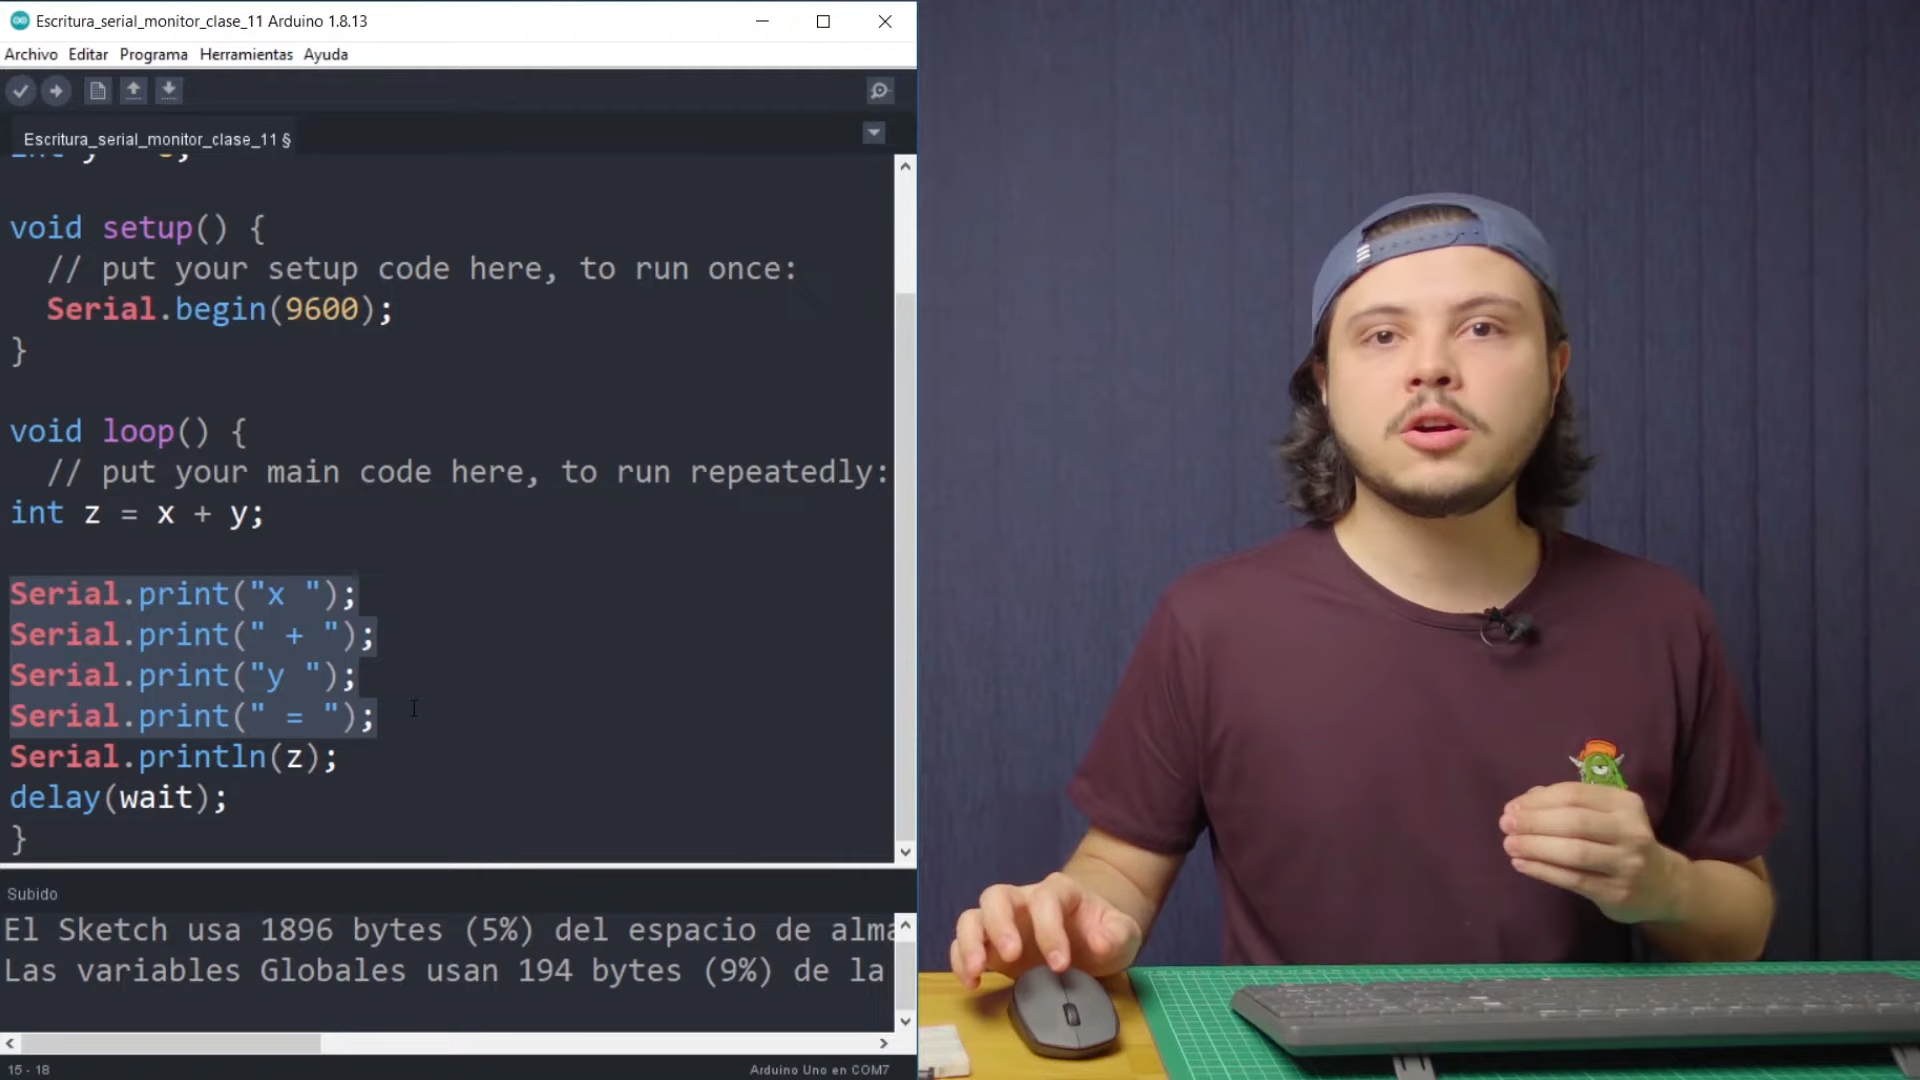 Escritura_serial_monitor_clase_11 Arduino 1.8.13
Archivo Editar Programa Herramientas Ayuda
Escritura_serial_monitor_clase_11 §
void setup() {
// put your setup code here, to run once:
Serial.begin(9600);
}
void loop() {
// put your main code here, to run repeatedly:
int z = x + y;
Serial.print("x ");
Serial.print(" + ");
Serial.print("y ");
Serial.print(" = ");
Serial.println(z);
delay(wait);
}
Subido
El Sketch usa 1896 bytes (5%) del espacio de alma
Las variables Globales usan 194 bytes (9%) de la
15 - 18
Arduino Uno en COM7